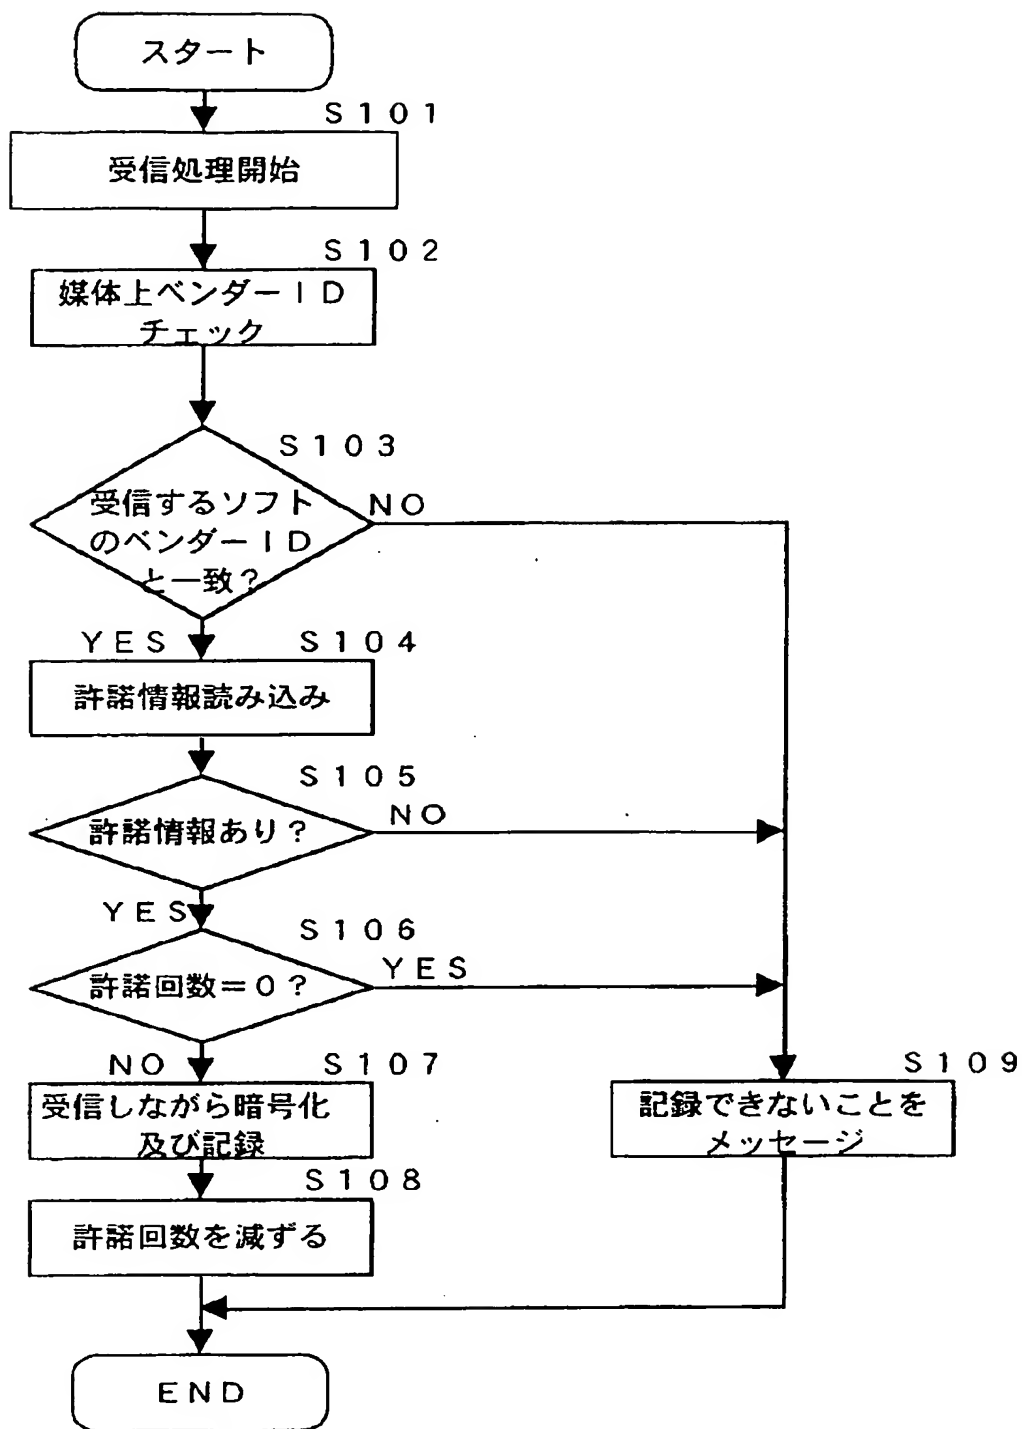 スタート
S101
受信処理開始
S102
媒体上ベンダーID
チェック
S103
受信するソフト
のベンダーID
と一致?
NO
YES
S104
許諾情報読み込み
S105
許諾情報あり?
NO
YES
S106
許諾回数=0?
YES
NO
S107
受信しながら暗号化
及び記録
S109
記録できないことを
メッセージ
S108
許諾回数を減ずる
END